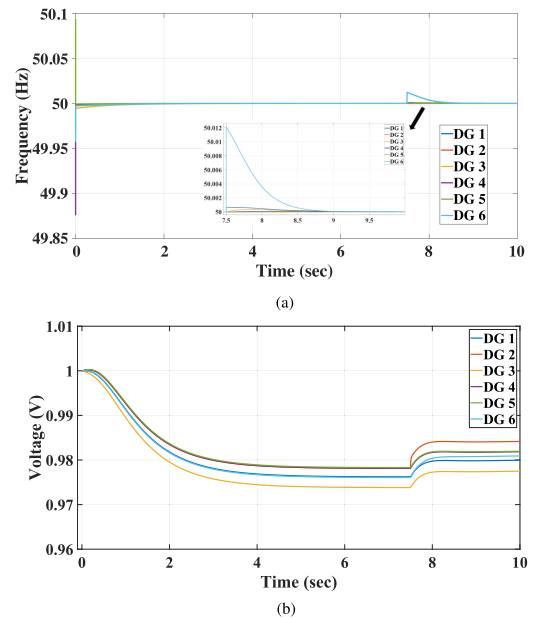 50.1
50.05
50
49.95
49.9
49.85
Frequency (Hz)
50.012
50.01
50.008
50.006
50.004
50.002
50
7.5
8
8.5
9
9.5
DG 1
DG 2
DG 3
DG 4
DG 5
DG 6
DG 1
DG 2
DG 3
DG 4
DG 5
DG 6
0
2
4
6
8
10
Time (sec)
(a)
1.01
1
0.99
0.98
0.97
0.96
Voltage (V)
DG 1
DG 2
DG 3
DG 4
DG 5
DG 6
0
2
4
6
8
10
Time (sec)
(b)